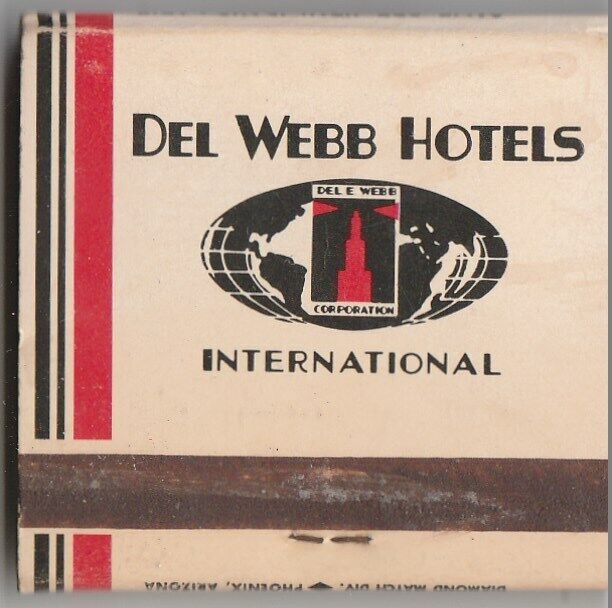 DEL WEBB HOTELS
DEL E WEBB
CORPORATION
INTERNATIONAL
DIAMOND MATCH DIV. PHOENIX, ARIZONA